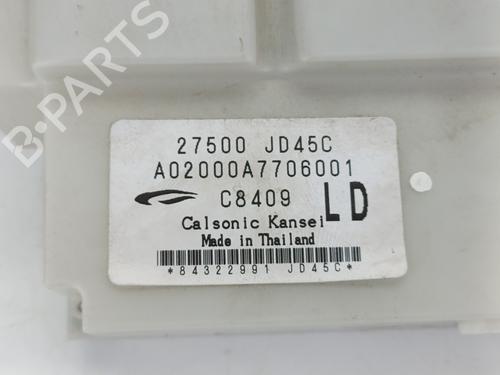 27500 JD45C
A02000A7706001
C8409
LD
Calsonic Kansei
Made in Thailand
*84322991 JD45C*
B-PARTS